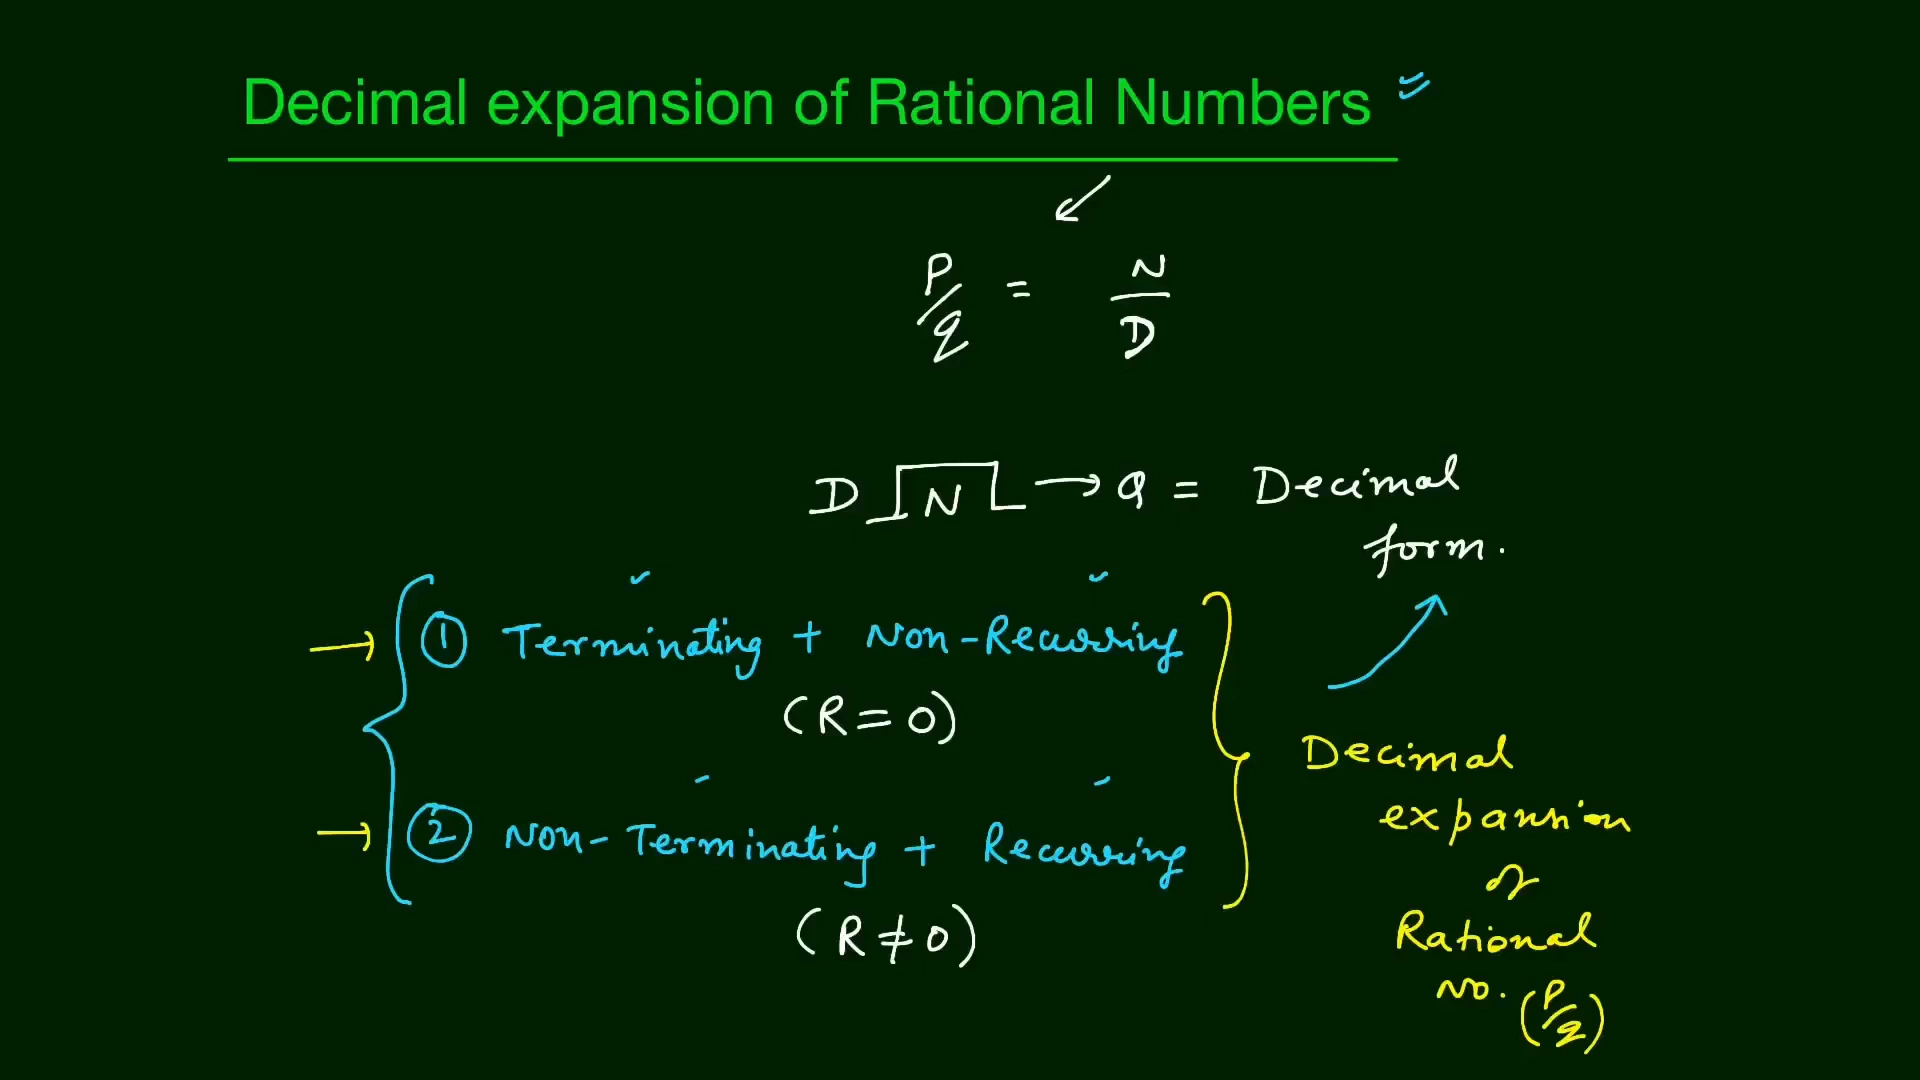 Decimal expansion of Rational Numbers
P/q = N/D
D N → Q = Decimal
form.
① Terminating + Non-Recurring
(R = 0)
② Non-Terminating + Recurring
(R ≠ 0)
Decimal
expansion
of
Rational
No. (P/q)